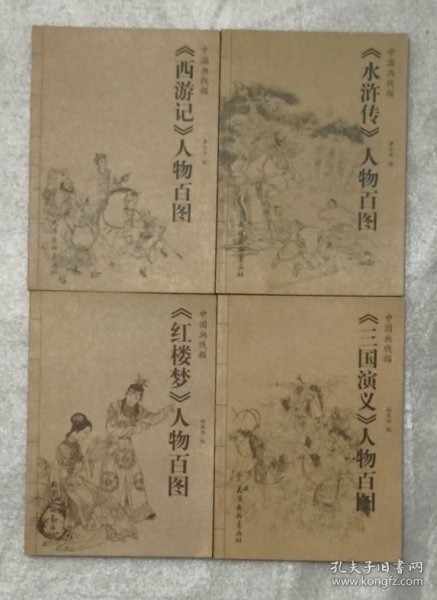 中国画线描
《西游记》人物百图
中国画线描
《水浒传》人物百图
中国画线描
《红楼梦》人物百图
中国画线描
《三国演义》人物百图
孔夫子旧书网
www.kongfz.com